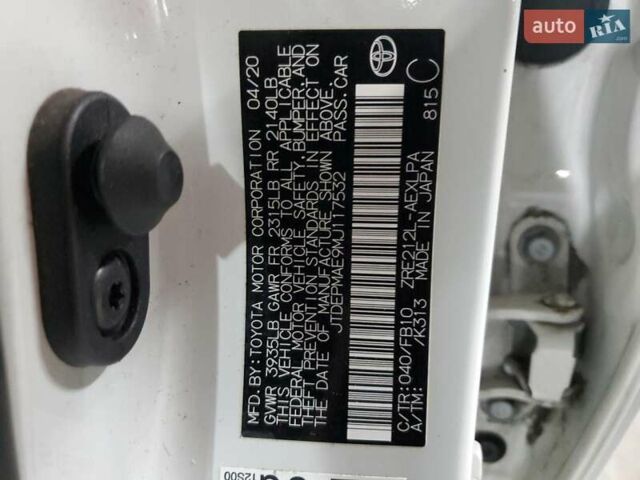 auto RIA
.com
MFD. BY: TOYOTA MOTOR CORPORATION 04/20
GVWR 3935LB GAWR FR 2315LB RR 2140LB
THIS VEHICLE CONFORMS TO ALL APPLICABLE
FEDERAL MOTOR VEHICLE SAFETY, BUMPER, AND
THEFT PREVENTION STANDARDS IN EFFECT ON
THE DATE OF MANUFACTURE SHOWN ABOVE.
JTDEPMAE9MJ117532 PASS. CAR
C/TR:040/FB10 ZRE212L-AEXLPA
A/TM: /K313 MADE IN JAPAN 815 C
12S00